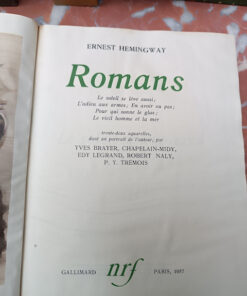 ERNEST HEMINGWAY
Romans
Le soleil se lève aussi;
L'adieu aux armes; En avoir ou pas;
Pour qui sonne le glas;
Le vieil homme et la mer
trente-deux aquarelles,
dont un portrait de l'auteur, par
YVES BRAYER, CHAPELAIN-MIDY,
EDY LEGRAND, ROBERT NALY,
P. Y. TRÉMOIS
GALLIMARD nrf PARIS, 1957